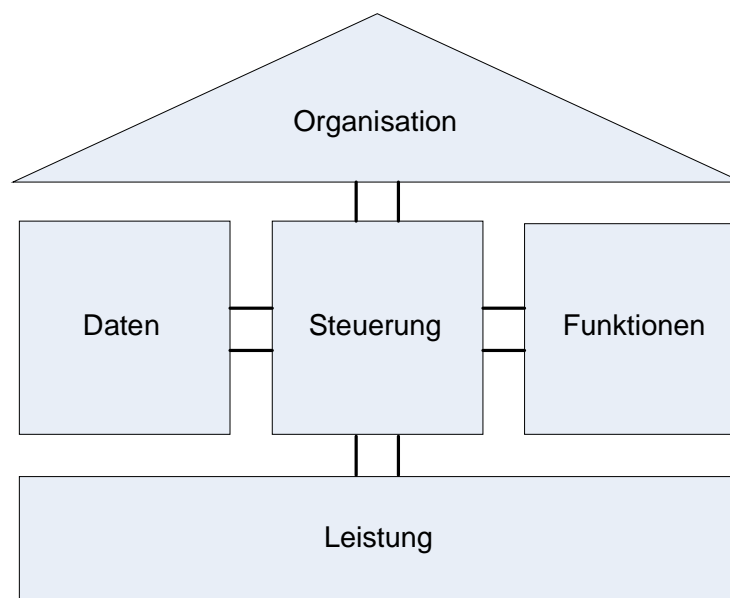 Organisation
Daten
Steuerung
Funktionen
Leistung